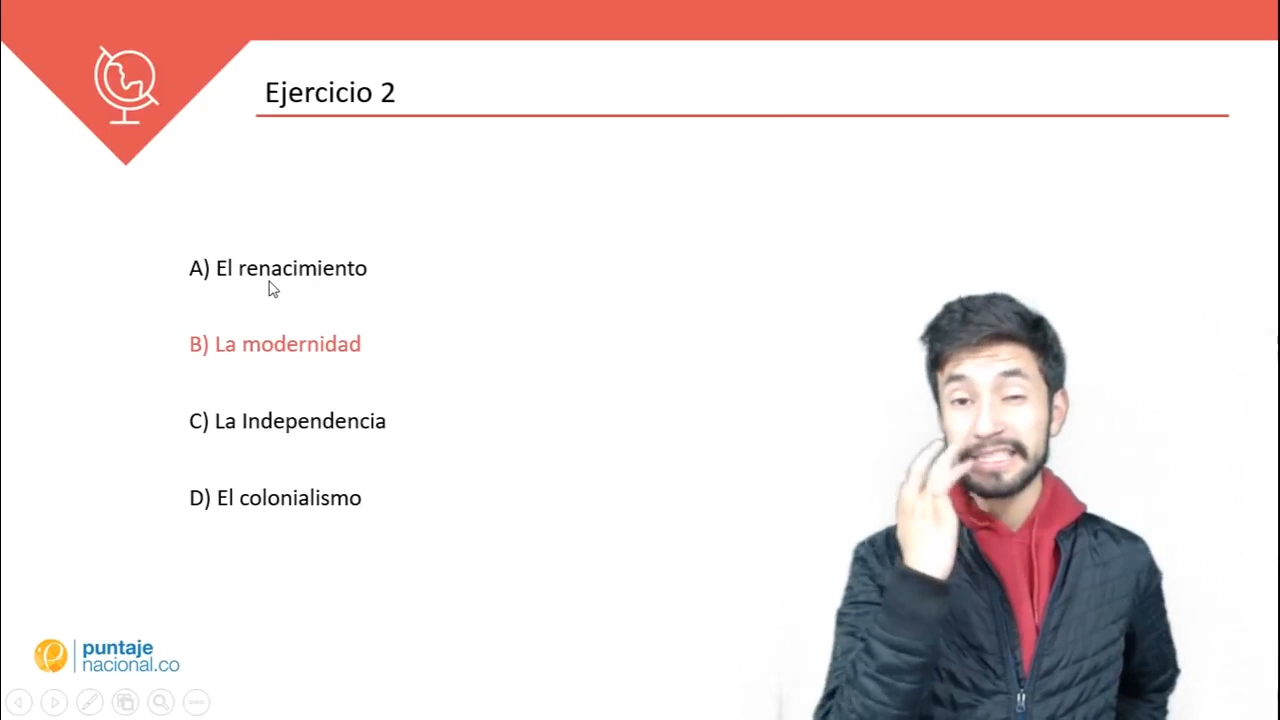 Ejercicio 2
A) El renacimiento
B) La modernidad
C) La Independencia
D) El colonialismo
puntaje
nacional.co